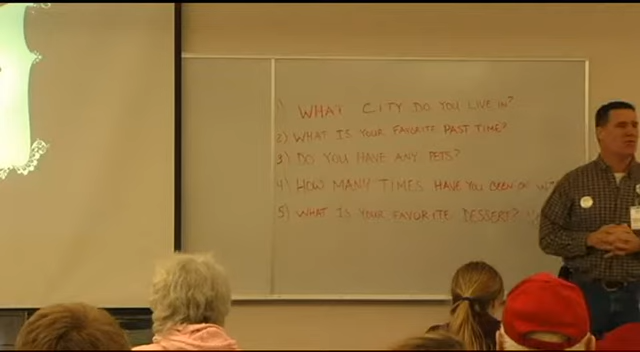 1) WHAT CITY DO YOU LIVE IN?
2) WHAT IS YOUR FAVORITE PAST TIME?
3) DO YOU HAVE ANY PETS?
4) HOW MANY TIMES HAVE YOU BEEN ON
5) WHAT IS YOUR FAVORITE DESSERT?